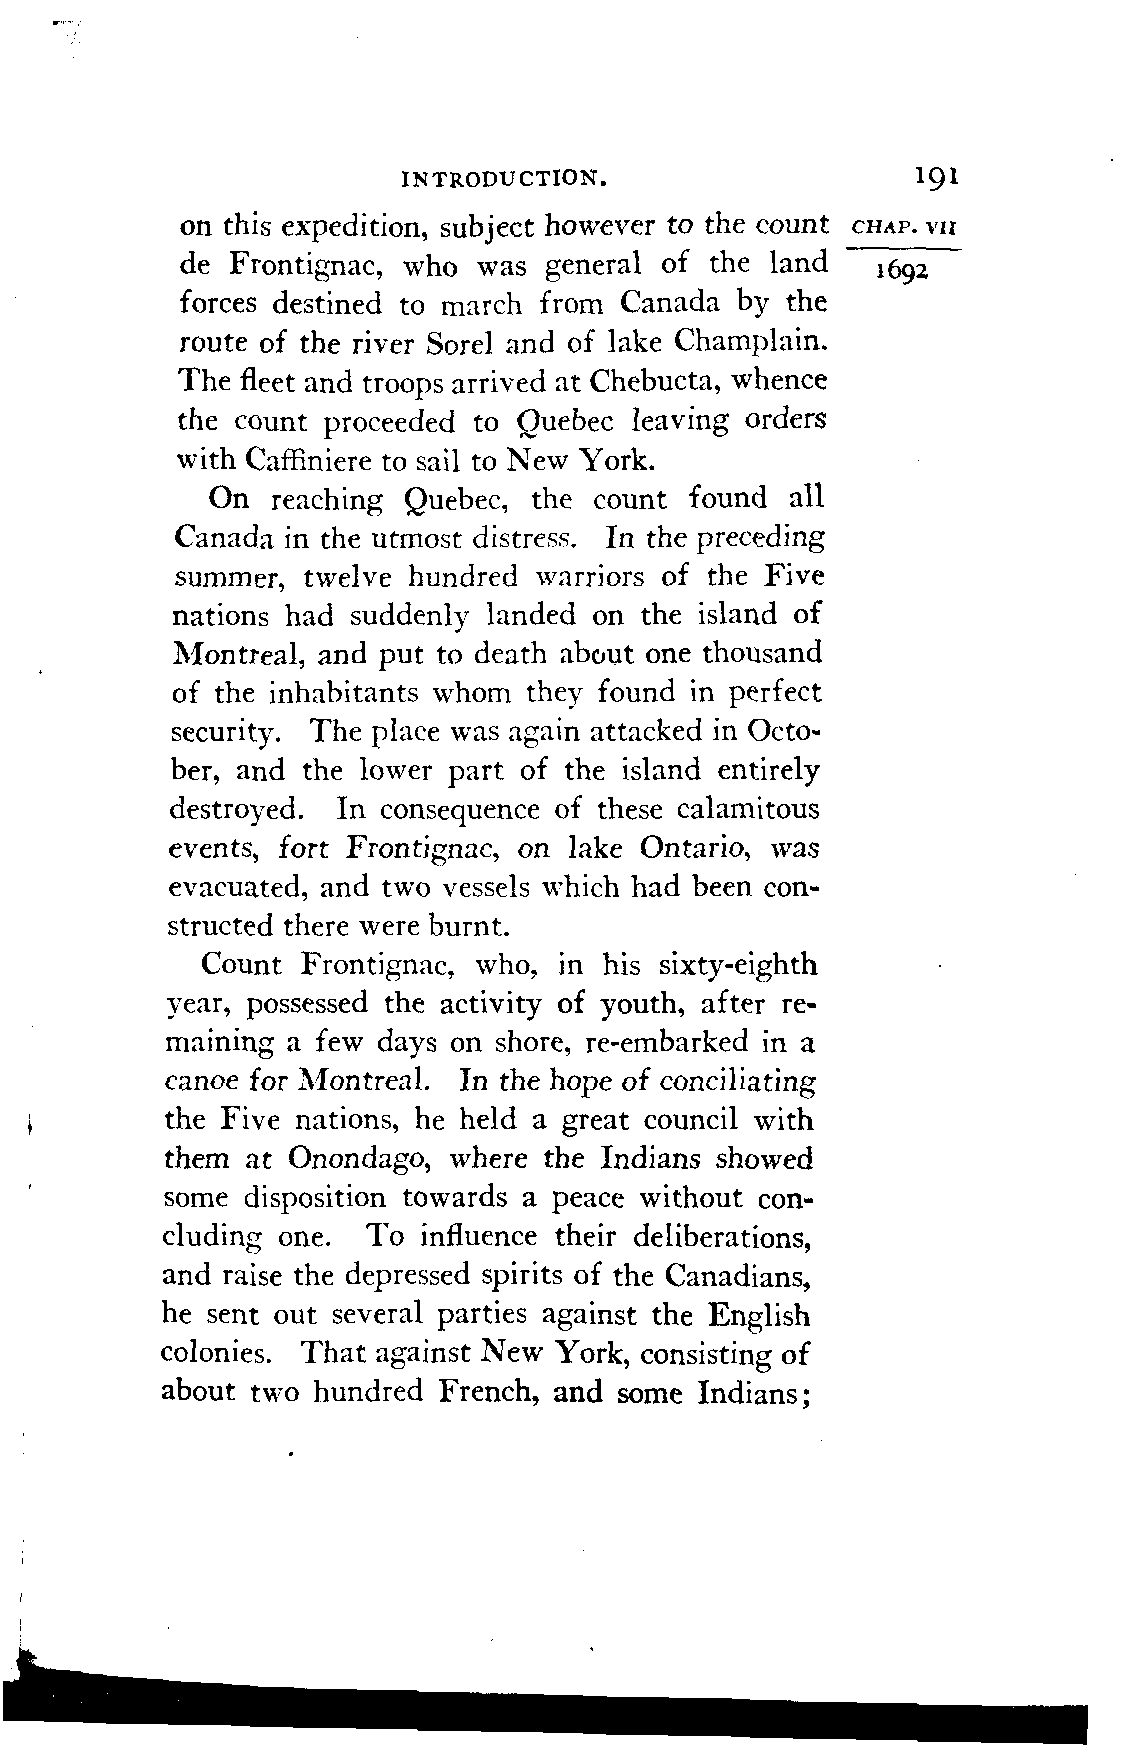 INTRODUCTION. 191
on this expedition, subject however to the count CHAP. VII
de Frontignac, who was general of the land 1692
forces destined to march from Canada by the
route of the river Sorel and of lake Champlain.
The fleet and troops arrived at Chebucta, whence
the count proceeded to Quebec leaving orders
with Caffiniere to sail to New York.
On reaching Quebec, the count found all
Canada in the utmost distress. In the preceding
summer, twelve hundred warriors of the Five
nations had suddenly landed on the island of
Montreal, and put to death about one thousand
of the inhabitants whom they found in perfect
security. The place was again attacked in Octo-
ber, and the lower part of the island entirely
destroyed. In consequence of these calamitous
events, fort Frontignac, on lake Ontario, was
evacuated, and two vessels which had been con-
structed there were burnt.
Count Frontignac, who, in his sixty-eighth
year, possessed the activity of youth, after re-
maining a few days on shore, re-embarked in a
canoe for Montreal. In the hope of conciliating
the Five nations, he held a great council with
them at Onondago, where the Indians showed
some disposition towards a peace without con-
cluding one. To influence their deliberations,
and raise the depressed spirits of the Canadians,
he sent out several parties against the English
colonies. That against New York, consisting of
about two hundred French, and some Indians;